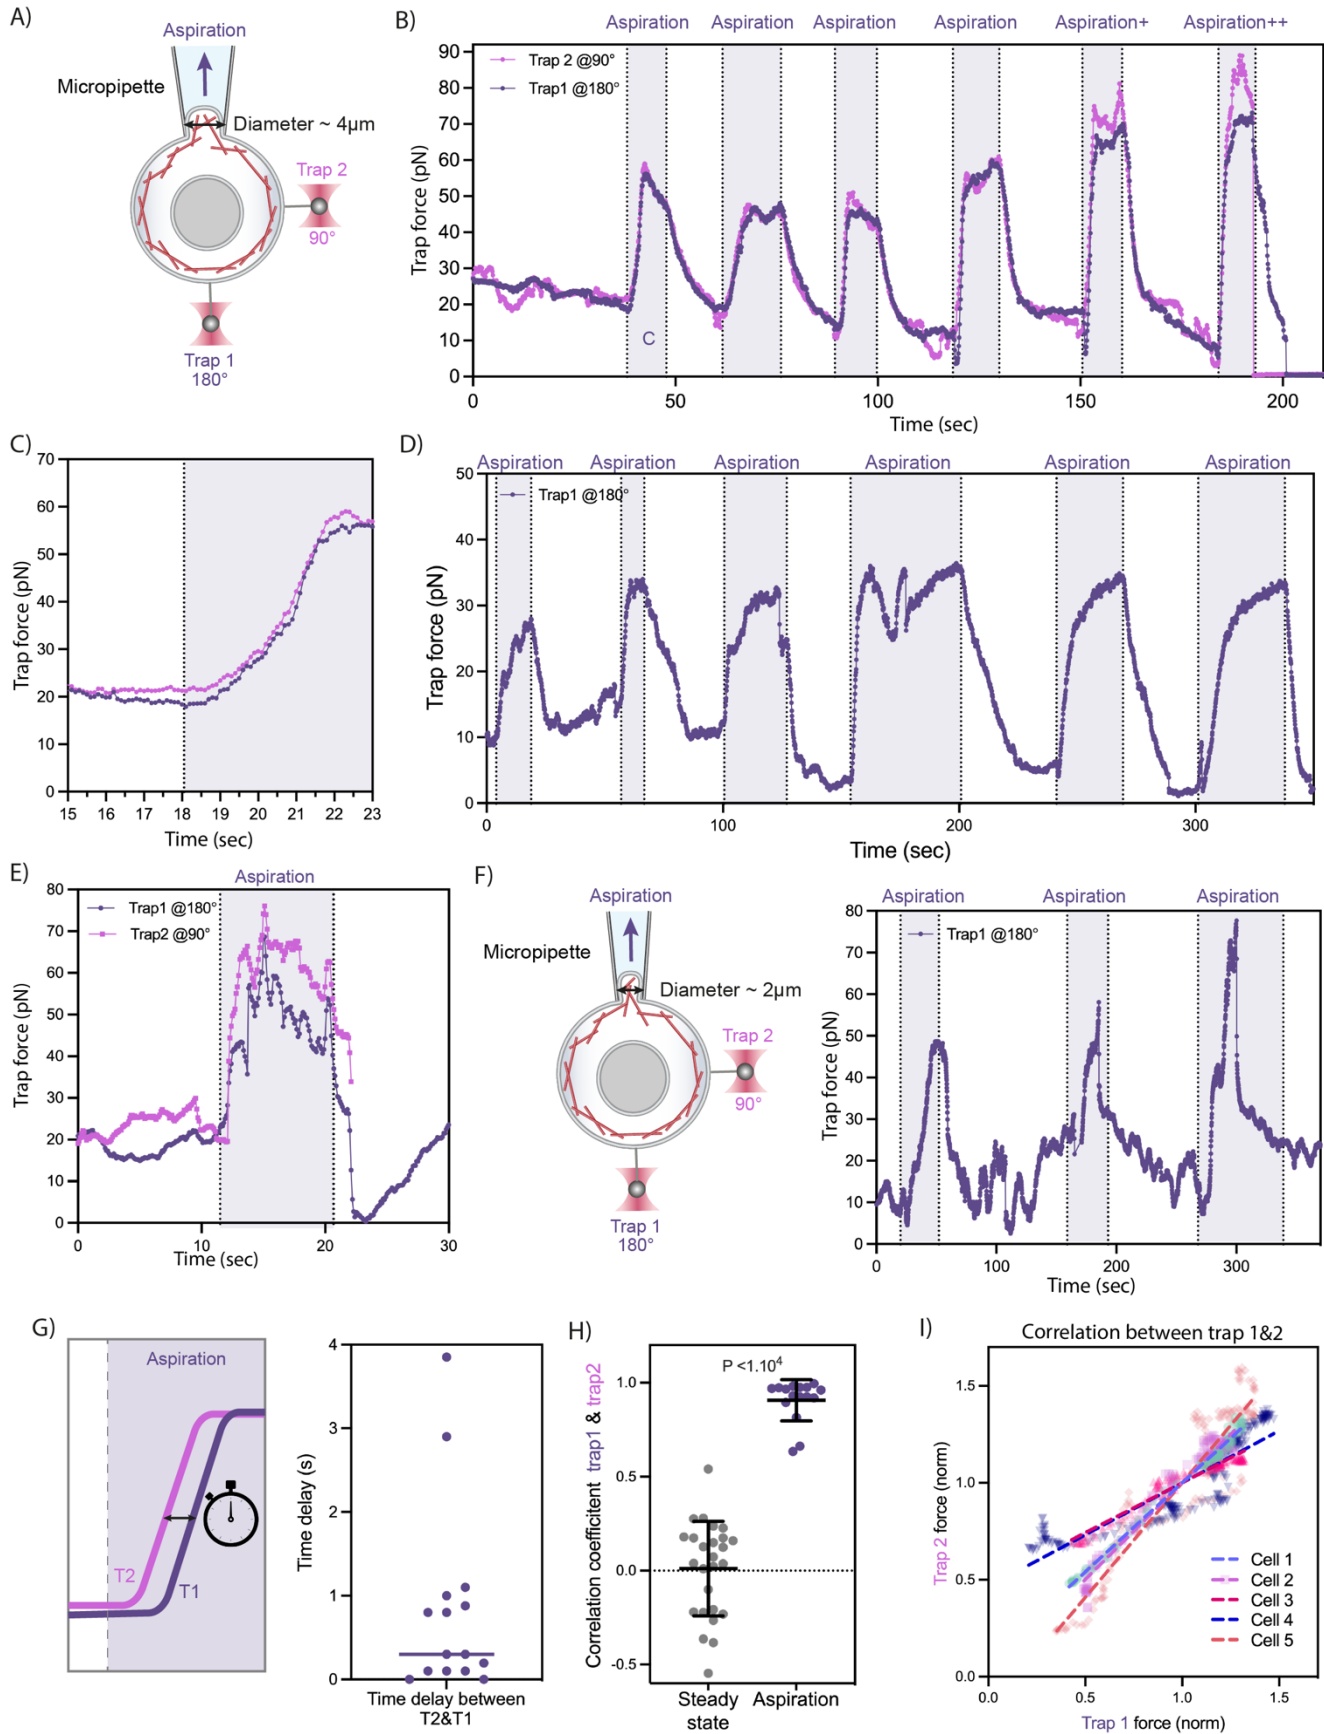 A)
Aspiration
Micropipette
Diameter ~ 4µm
Trap 2
90°
Trap 1
180°
B)
Aspiration Aspiration Aspiration Aspiration Aspiration+ Aspiration++
Trap 2 @90°
Trap1 @180°
Trap force (pN)
90
80
70
60
50
40
30
20
10
0
C
0 50 100 150 200
Time (sec)
C)
Trap force (pN)
70
60
50
40
30
20
10
0
15 16 17 18 19 20 21 22 23
Time (sec)
D)
Aspiration Aspiration Aspiration Aspiration Aspiration Aspiration
Trap1 @180°
Trap force (pN)
50
40
30
20
10
0
0 100 200 300
Time (sec)
E)
Aspiration
Trap1 @180°
Trap2 @90°
Trap force (pN)
80
70
60
50
40
30
20
10
0
0 10 20 30
Time (sec)
F)
Aspiration
Micropipette
Diameter ~ 2µm
Trap 2
90°
Trap 1
180°
Aspiration Aspiration Aspiration
Trap1 @180°
Trap force (pN)
80
70
60
50
40
30
20
10
0
0 100 200 300
Time (sec)
G)
Aspiration
T2
T1
Time delay (s)
4
3
2
1
0
Time delay between
T2&T1
H)
Correlation coefficient trap1 & trap2
P <1.10⁴
1.0
0.5
0.0
-0.5
Steady
state
Aspiration
I)
Correlation between trap 1&2
Trap 2 force (norm)
1.5
1.0
0.5
0.0
Cell 1
Cell 2
Cell 3
Cell 4
Cell 5
0.0 0.5 1.0 1.5
Trap 1 force (norm)